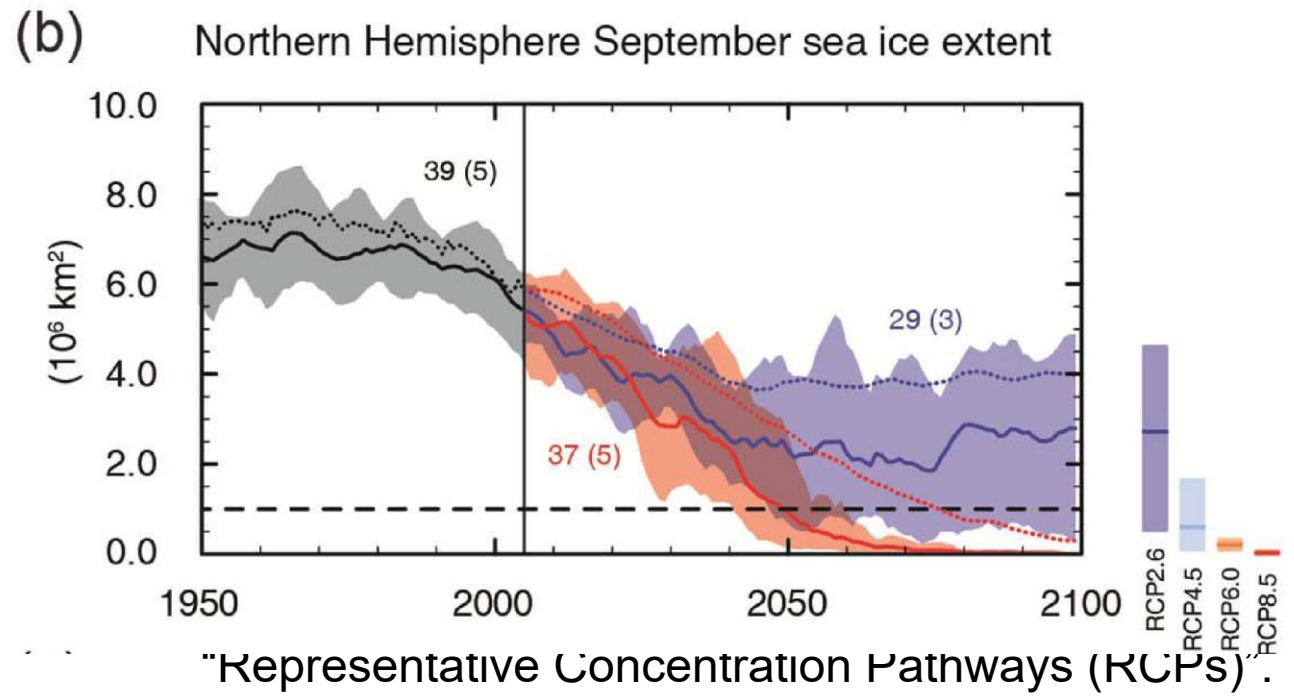 (b)
Northern Hemisphere September sea ice extent
(10⁶ km²)
10.0
8.0
6.0
4.0
2.0
0.0
39 (5)
29 (3)
37 (5)
1950
2000
2050
2100
RCP2.6
RCP4.5
RCP6.0
RCP8.5
"Representative Concentration Pathways (RCPs)".